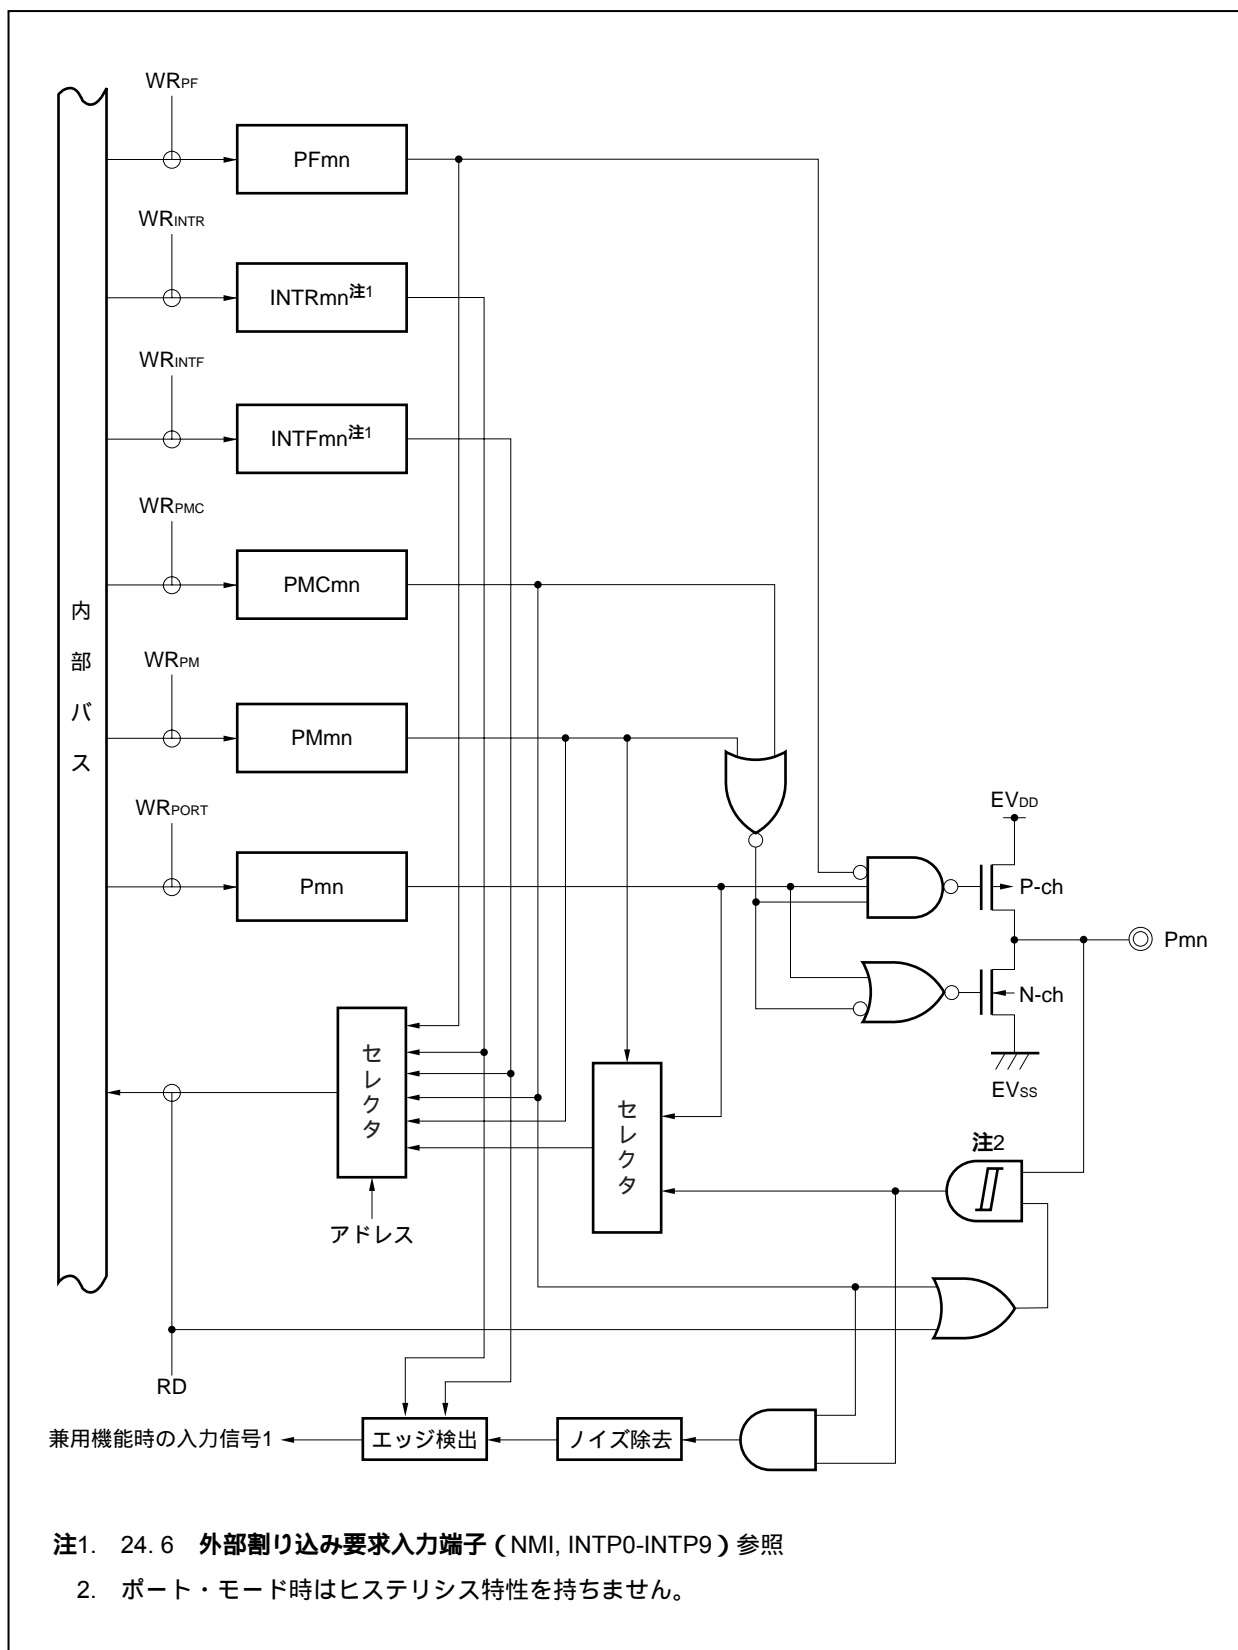 WRPF
PFmn
WRINTR
INTRmn注1
WRINTF
INTFmn注1
WRPMC
PMCmn
内部バス
WRPM
PMmn
WRPORT
Pmn
EVDD
P-ch
Pmn
N-ch
EVSS
セレクタ
セレクタ
注2
アドレス
RD
兼用機能時の入力信号1
エッジ検出
ノイズ除去
注1. 24. 6 外部割り込み要求入力端子（NMI, INTP0-INTP9）参照
2. ポート・モード時はヒステリシス特性を持ちません。